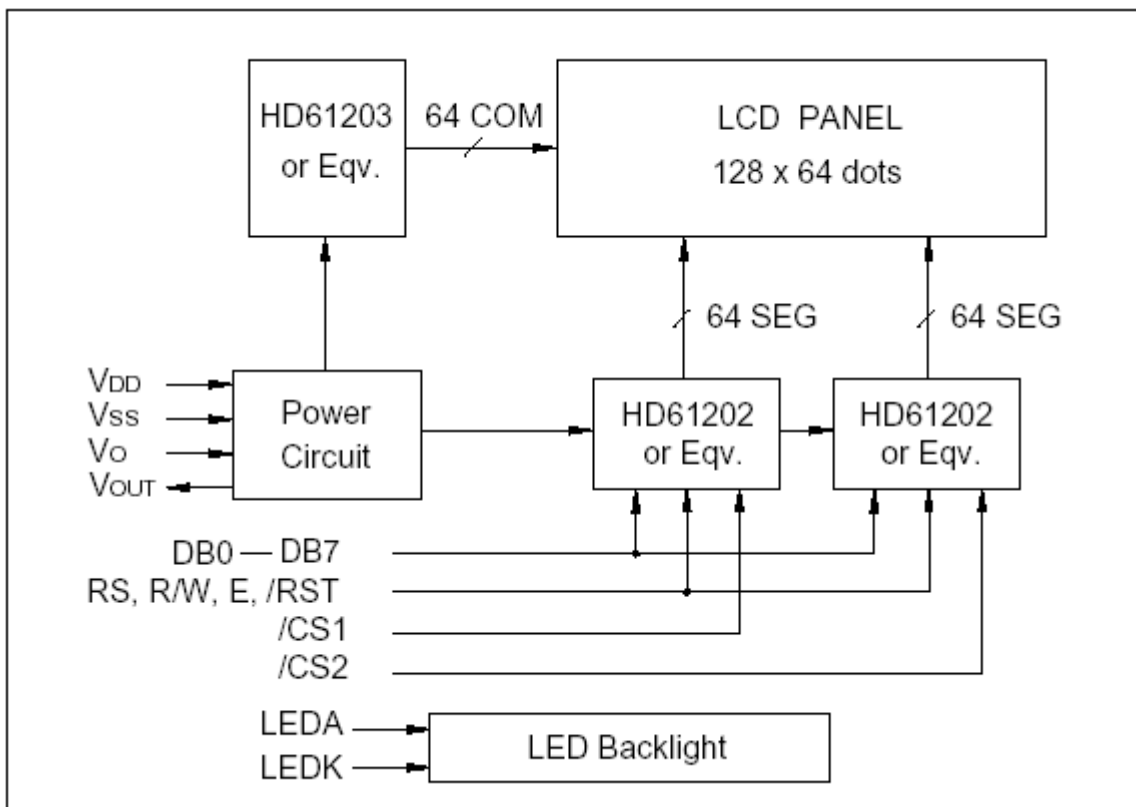 HD61203
or Eqv.
64 COM
LCD PANEL
128 x 64 dots
64 SEG
64 SEG
VDD
VSS
VO
VOUT
Power
Circuit
HD61202
or Eqv.
HD61202
or Eqv.
DB0 — DB7
RS, R/W, E, /RST
/CS1
/CS2
LEDA
LEDK
LED Backlight